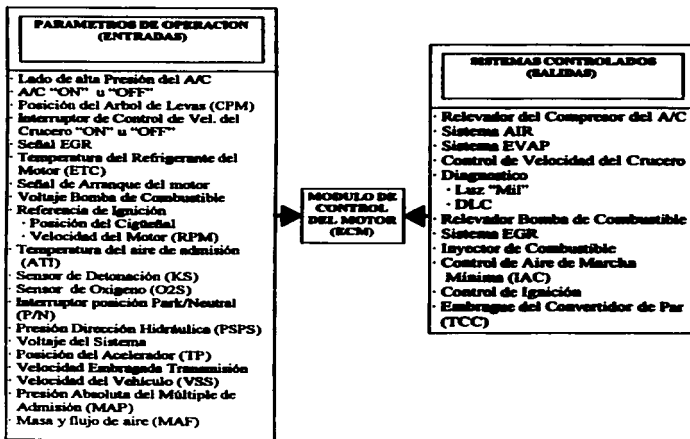 PARAMETROS DE OPERACION
(ENTRADAS)
· Lado de alta Presión del A/C
· A/C "ON" u "OFF"
· Posición del Arbol de Levas (CPM)
· Interruptor de Control de Vel. del
Crucero "ON" u "OFF"
· Señal EGR
· Temperatura del Refrigerante del
Motor (ETC)
· Señal de Arranque del motor
· Voltaje Bomba de Combustible
· Referencia de Ignición
· Posición del Cigüeñal
· Velocidad del Motor (RPM)
· Temperatura del aire de admisión
(ATI)
· Sensor de Detonación (KS)
· Sensor de Oxigeno (O2S)
· Interruptor posición Park/Neutral
(P/N)
· Presión Dirección Hidráulica (PSPS)
· Voltaje del Sistema
· Posición del Acelerador (TP)
· Velocidad Embragada Transmisión
· Velocidad del Vehículo (VSS)
· Presión Absoluta del Múltiple de
Admisión (MAP)
· Masa y flujo de aire (MAF)
MODULO DE
CONTROL
DEL MOTOR
(ECM)
SISTEMAS CONTROLADOS
(SALIDAS)
· Relevador del Compresor del A/C
· Sistema AIR
· Sistema EVAP
· Control de Velocidad del Crucero
· Diagnostico
· Luz "Mil"
· DLC
· Relevador Bomba de Combustible
· Sistema EGR
· Inyector de Combustible
· Control de Aire de Marcha
Mínima (IAC)
· Control de Ignición
· Embrague del Convertidor de Par
(TCC)